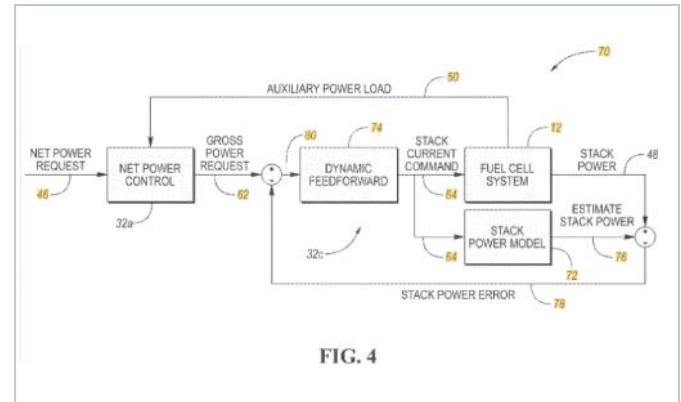 70
50
AUXILIARY POWER LOAD
NET POWER
REQUEST
46
NET POWER
CONTROL
32a
GROSS
POWER
REQUEST
62
80
+
-
74
DYNAMIC
FEEDFORWARD
32c
STACK
CURRENT
COMMAND
64
12
FUEL CELL
SYSTEM
STACK
POWER
48
64
STACK
POWER MODEL
72
ESTIMATE
STACK POWER
76
+
-
STACK POWER ERROR
78
FIG. 4